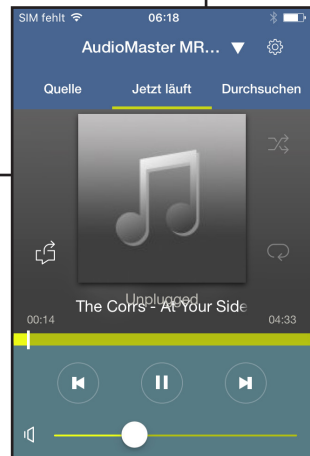 SIM fehlt 06:18
AudioMaster MR...
Quelle Jetzt läuft Durchsuchen
Unplugged
The Corrs - At Your Side
00:14 04:33